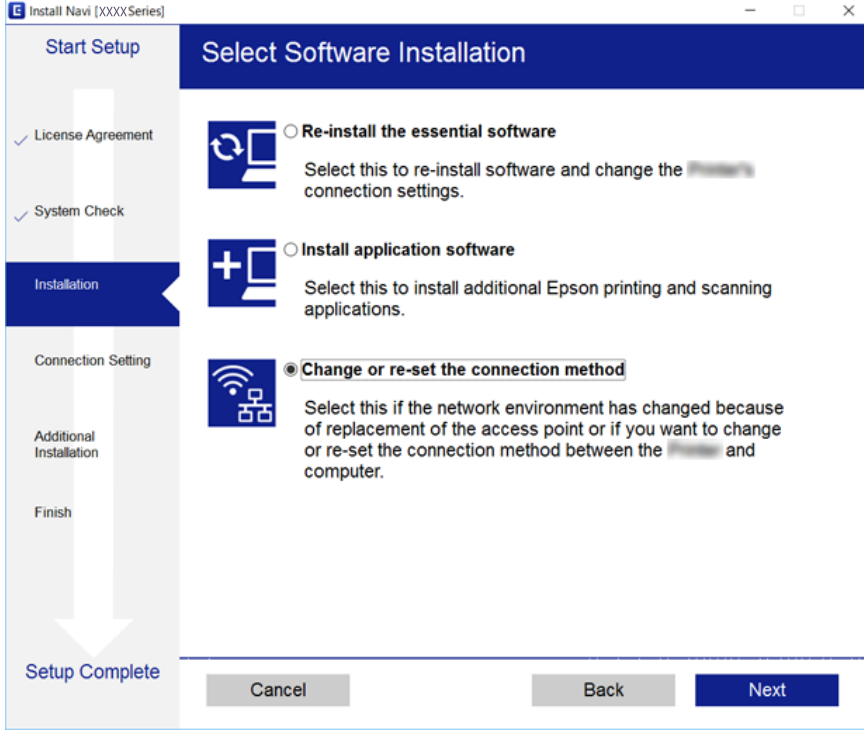 Install Navi [XXXX Series]
Start Setup
License Agreement
System Check
Installation
Connection Setting
Additional
Installation
Finish
Setup Complete
Select Software Installation
Re-install the essential software
Select this to re-install software and change the
connection settings.
Install application software
Select this to install additional Epson printing and scanning
applications.
Change or re-set the connection method
Select this if the network environment has changed because
of replacement of the access point or if you want to change
or re-set the connection method between the and
computer.
Cancel
Back
Next